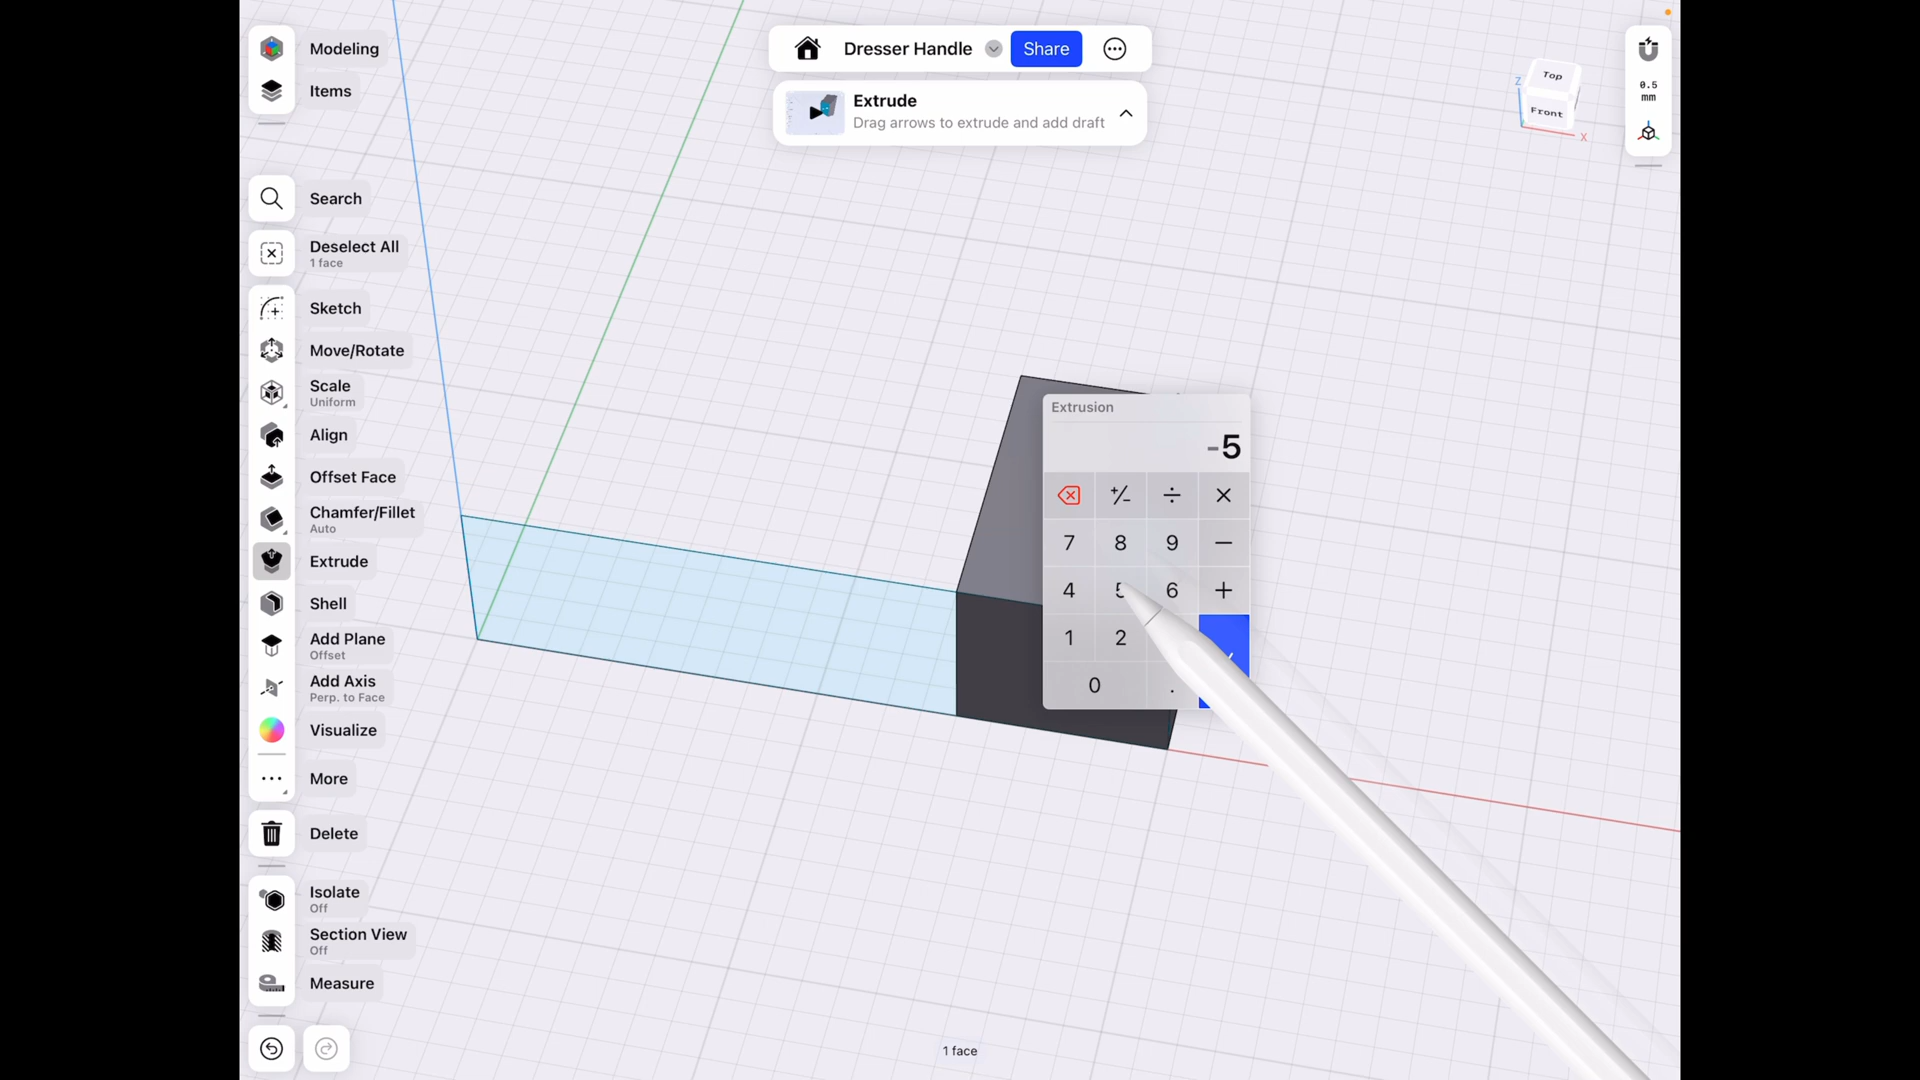 Modeling
Items
Dresser Handle
Share
Extrude
Drag arrows to extrude and add draft
Top
Front
Z
X
0.5
mm
Search
Deselect All
1 face
Sketch
Move/Rotate
Scale
Uniform
Align
Offset Face
Chamfer/Fillet
Auto
Extrude
Shell
Add Plane
Offset
Add Axis
Perp. to Face
Visualize
More
Delete
Isolate
Off
Section View
Off
Measure
Extrusion
-5
+/- ÷ ×
7 8 9 −
4 5 6 +
1 2
0 .
1 face